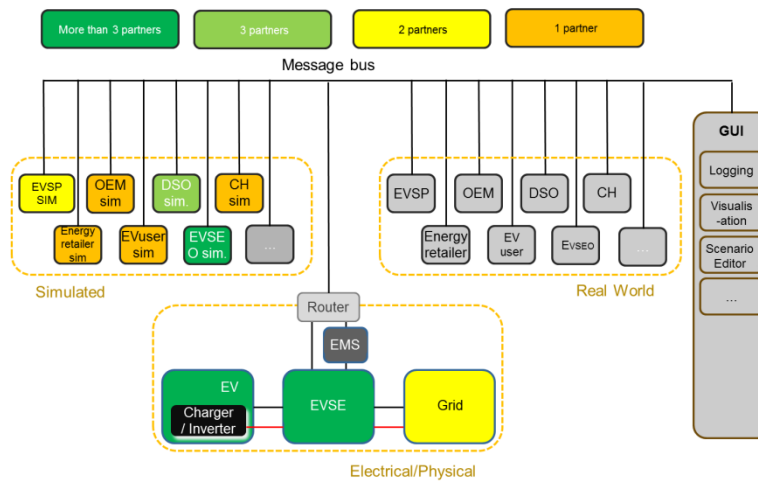 More than 3 partners
3 partners
2 partners
1 partner
Message bus
EVSP
SIM
OEM
sim
DSO
sim.
CH
sim
Energy
retailer
sim
EVuser
sim
EVSE
O sim.
...
Simulated
EVSP
OEM
DSO
CH
Energy
retailer
EV
user
EVSEO
...
Real World
GUI
Logging
Visualis
-ation
Scenario
Editor
...
Router
EMS
EV
Charger
/ Inverter
EVSE
Grid
Electrical/Physical